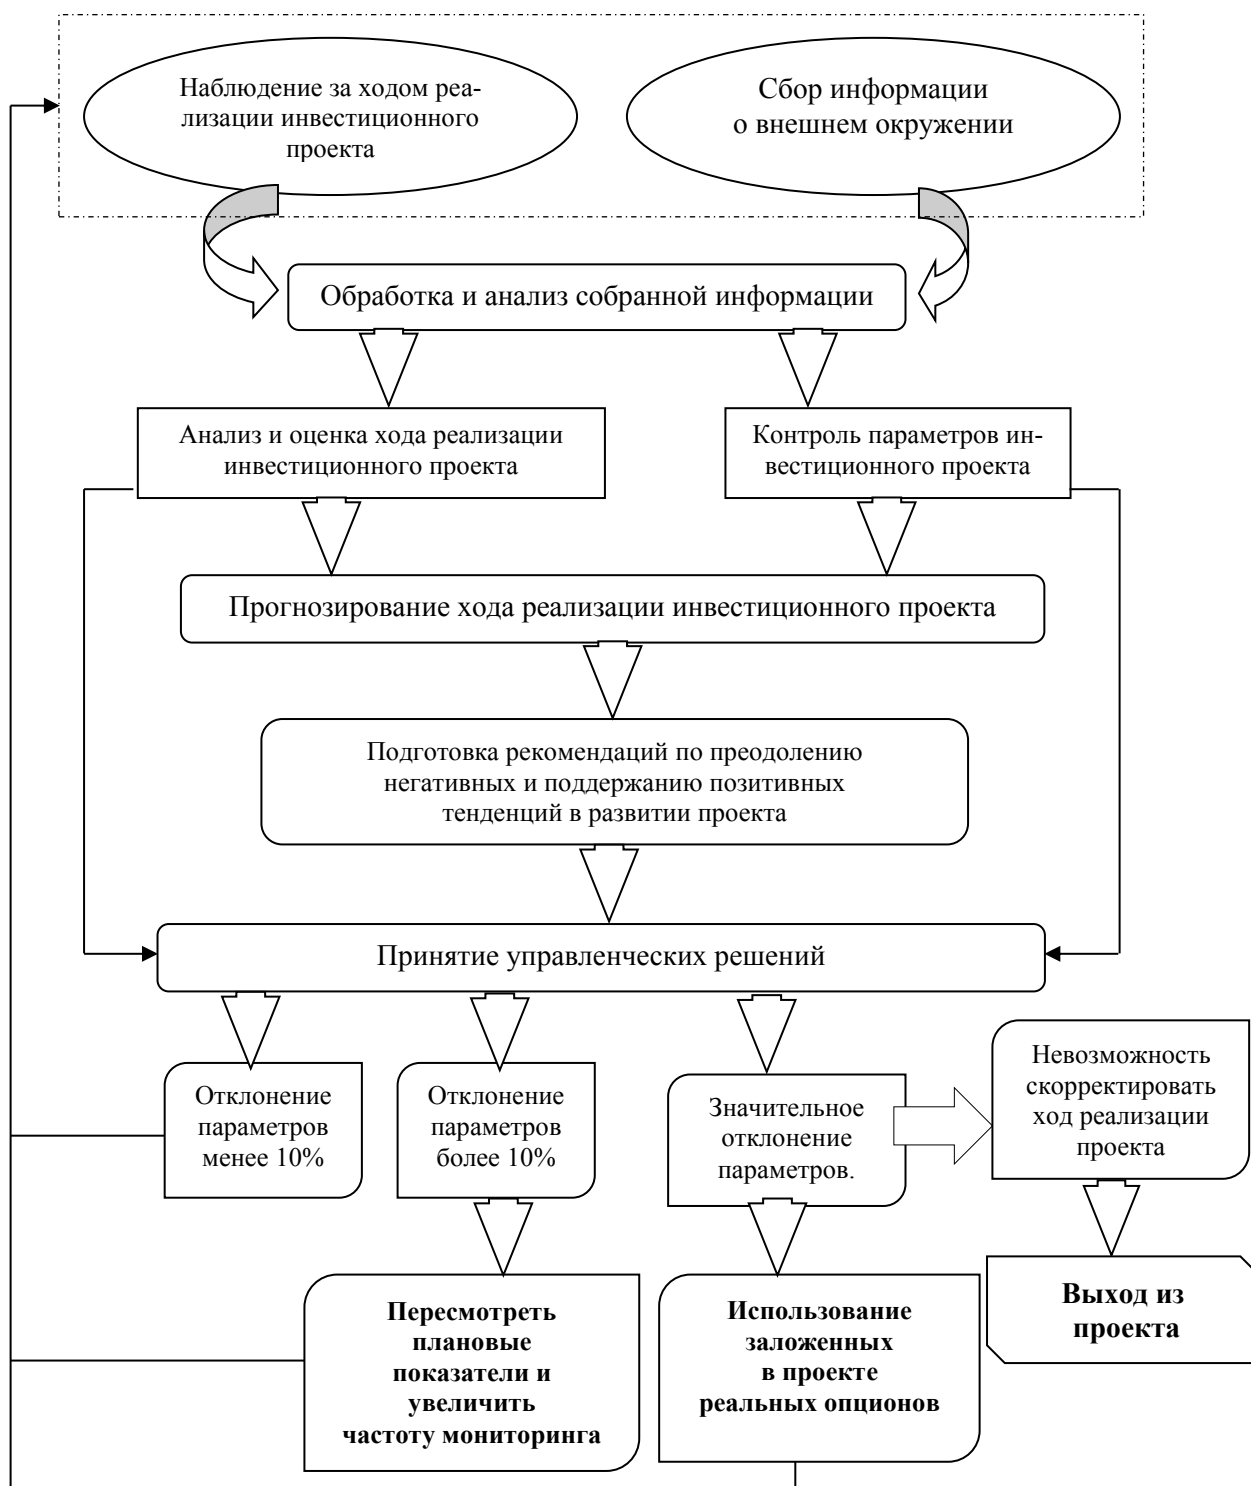 Наблюдение за ходом реа-
лизации инвестиционного
проекта
Сбор информации
о внешнем окружении
Обработка и анализ собранной информации
Анализ и оценка хода реализации
инвестиционного проекта
Контроль параметров ин-
вестиционного проекта
Прогнозирование хода реализации инвестиционного проекта
Подготовка рекомендаций по преодолению
негативных и поддержанию позитивных
тенденций в развитии проекта
Принятие управленческих решений
Отклонение
параметров
менее 10%
Отклонение
параметров
более 10%
Значительное
отклонение
параметров.
Невозможность
скорректировать
ход реализации
проекта
Пересмотреть
плановые
показатели и
увеличить
частоту мониторинга
Использование
заложенных
в проекте
реальных опционов
Выход из
проекта